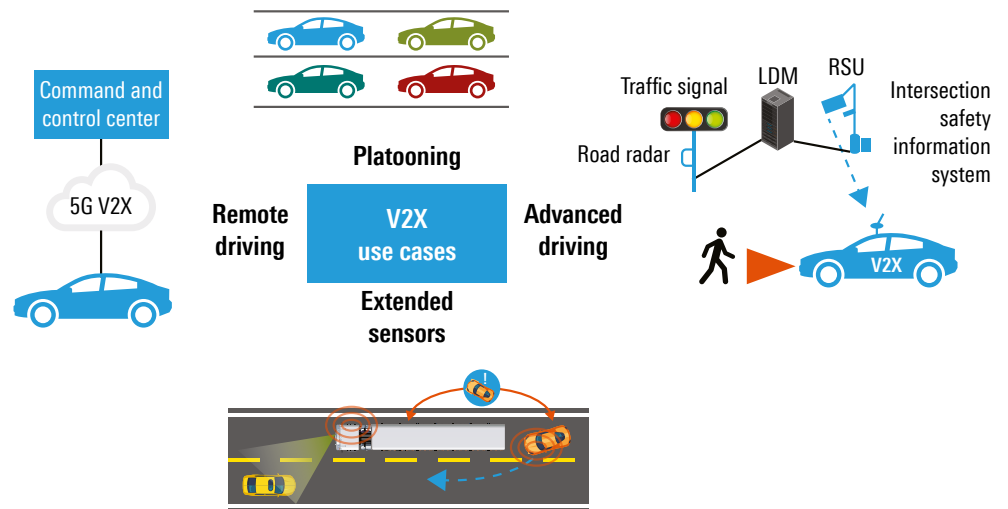 Command and
control center
5G V2X
Platooning
Remote
driving
V2X
use cases
Advanced
driving
Extended
sensors
!
Traffic signal
LDM
RSU
Road radar
Intersection
safety
information
system
V2X